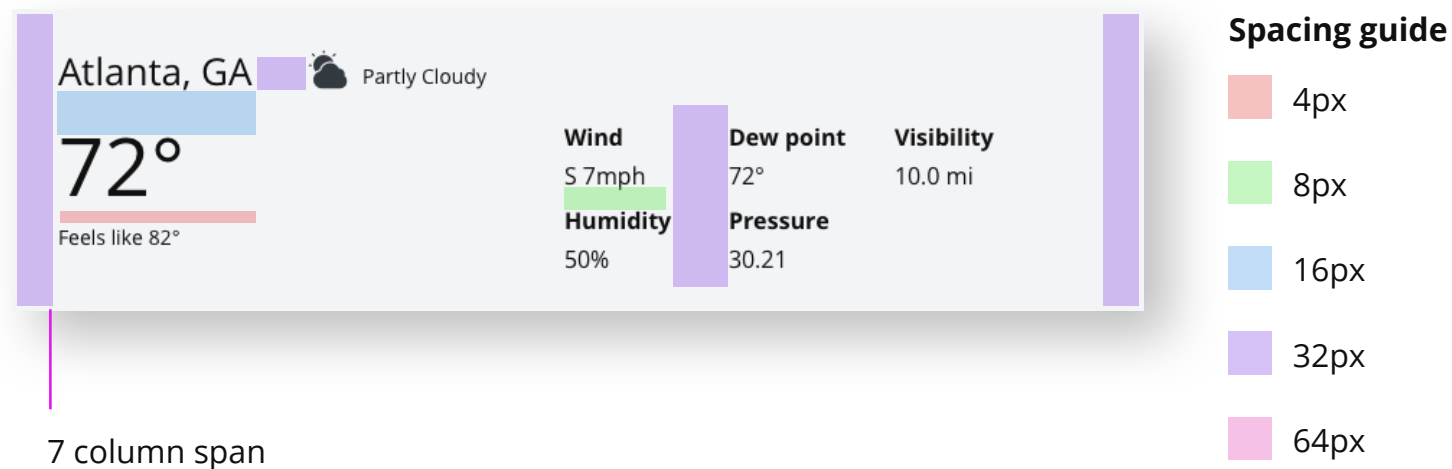 Atlanta, GA
Partly Cloudy
72°
Feels like 82°
Wind Dew point Visibility
S 7mph 72° 10.0 mi
Humidity Pressure
50% 30.21
7 column span
Spacing guide
4px
8px
16px
32px
64px